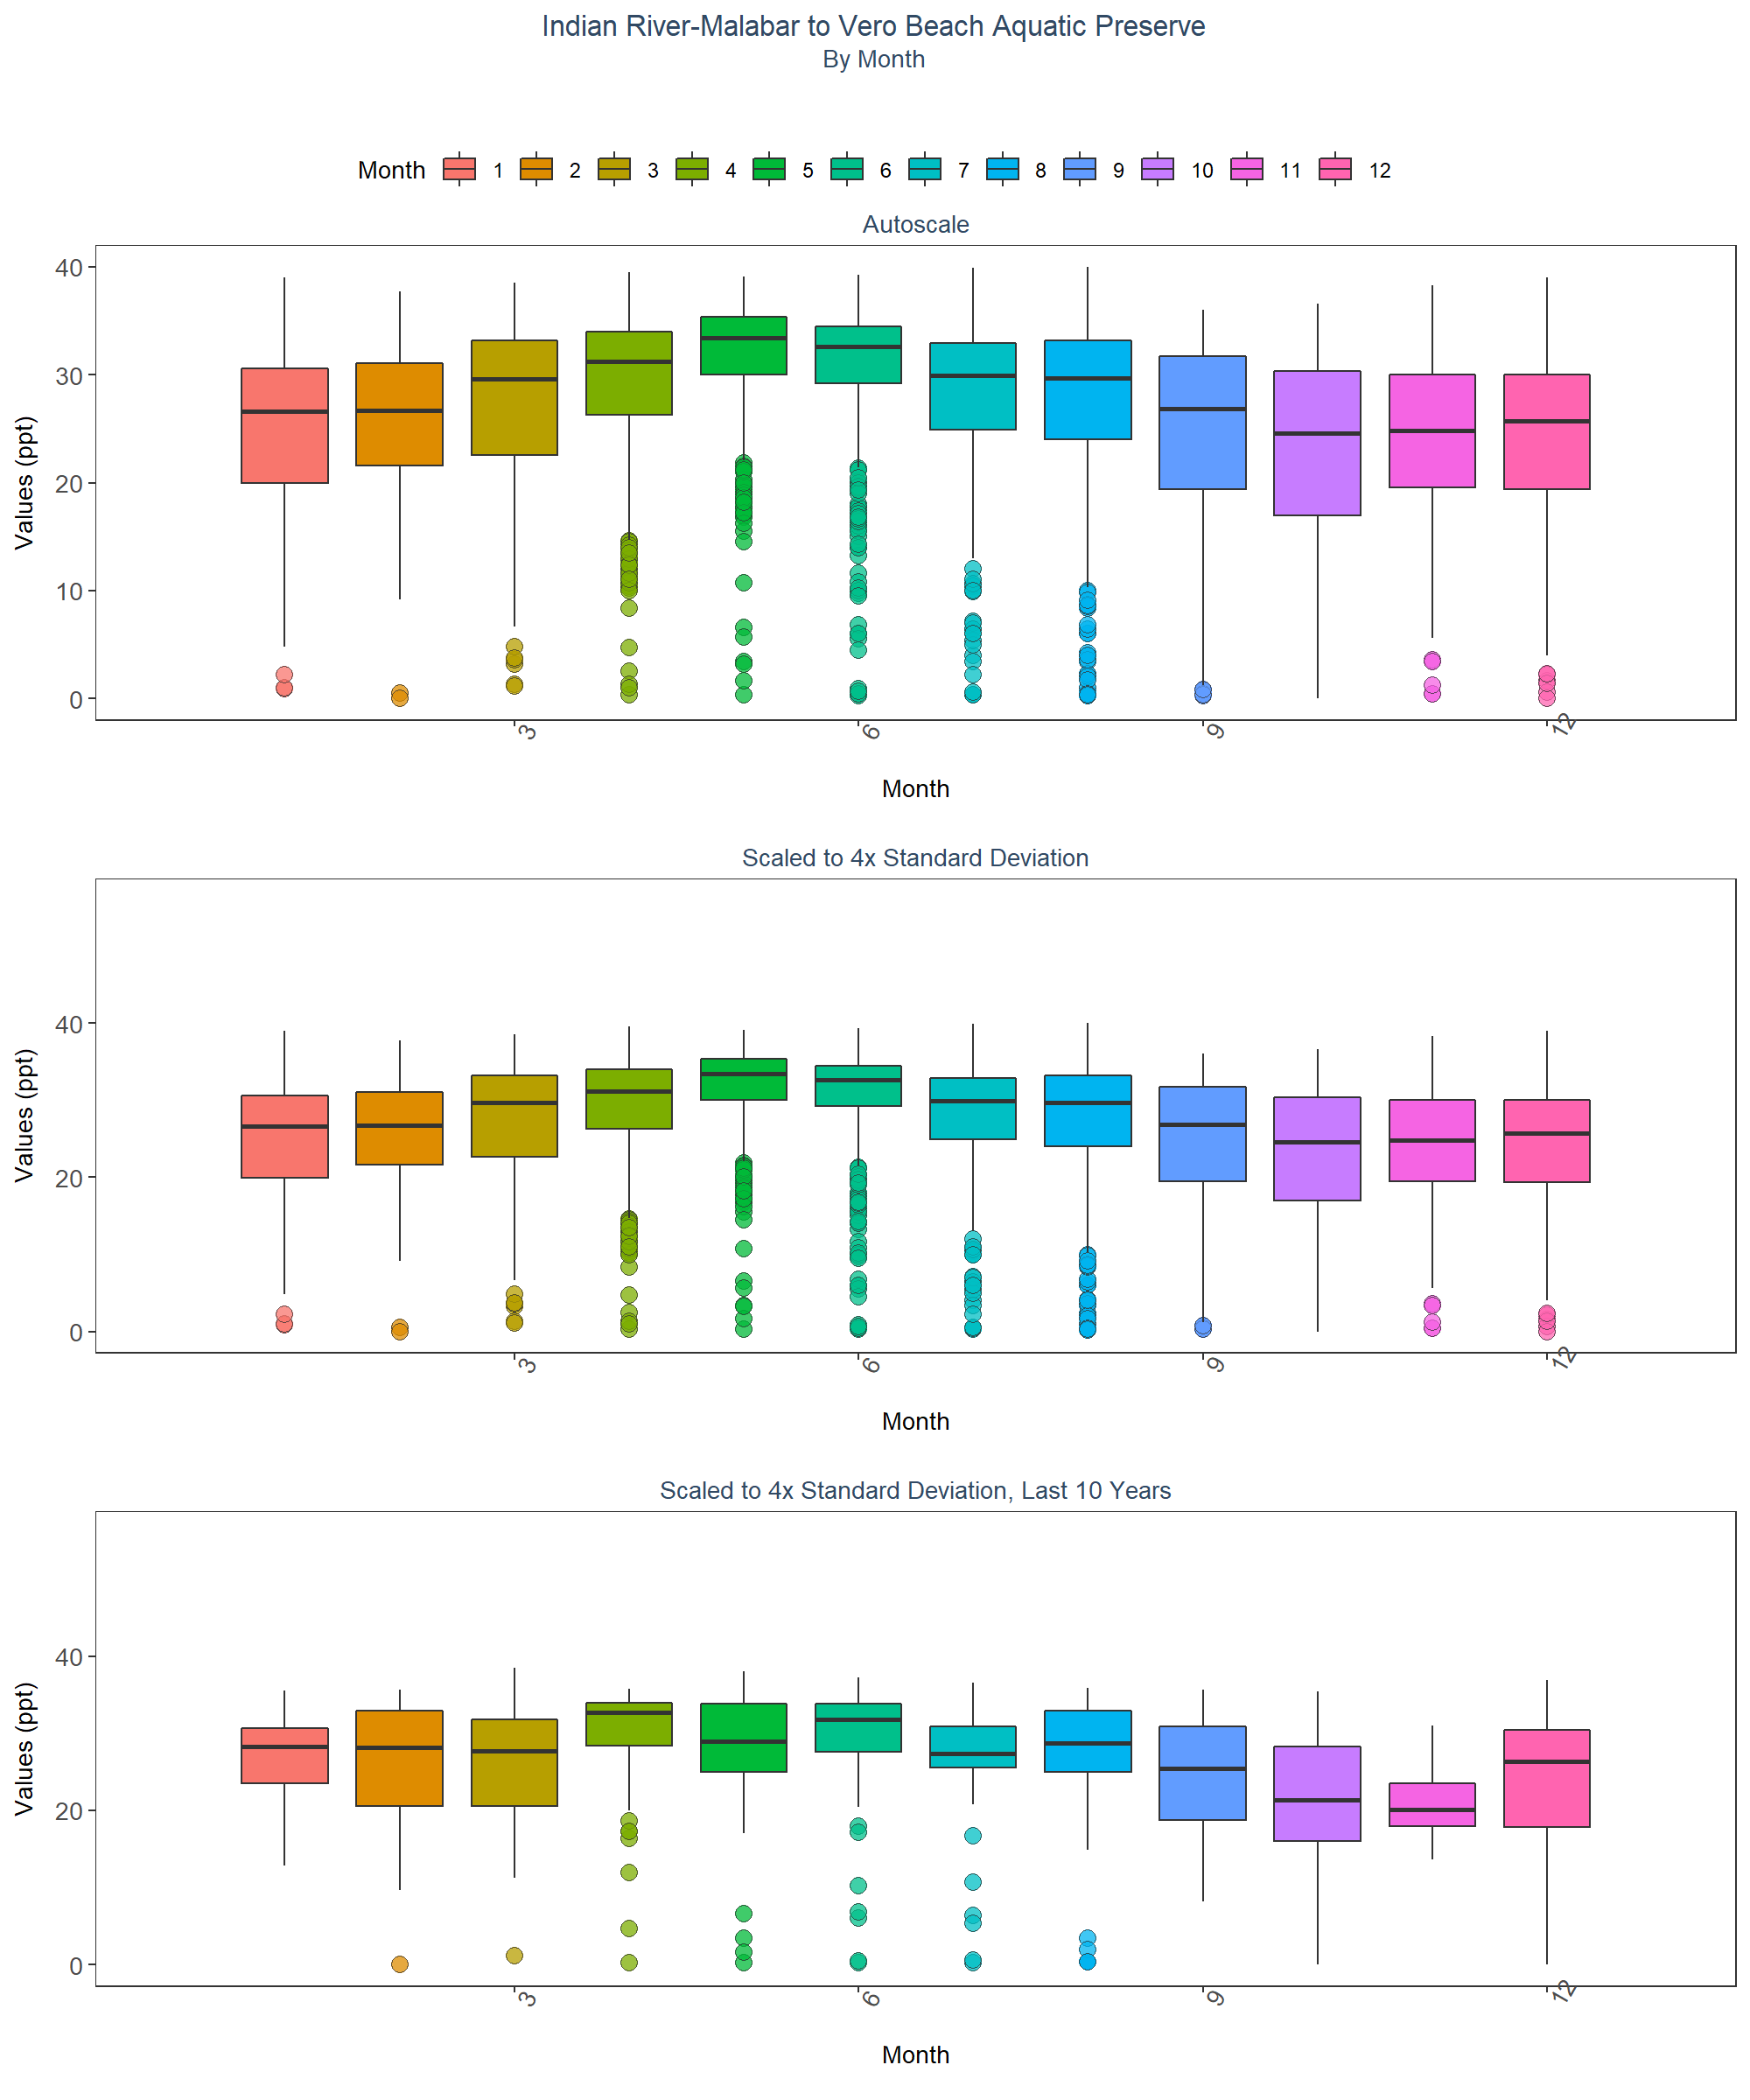 Indian River-Malabar to Vero Beach Aquatic Preserve
By Month
Month 1 2 3 4 5 6 7 8 9 10 11 12
Autoscale
Values (ppt)
40
30
20
10
0
3 6 9 12
Month
Scaled to 4x Standard Deviation
Values (ppt)
40
20
0
3 6 9 12
Month
Scaled to 4x Standard Deviation, Last 10 Years
Values (ppt)
40
20
0
3 6 9 12
Month